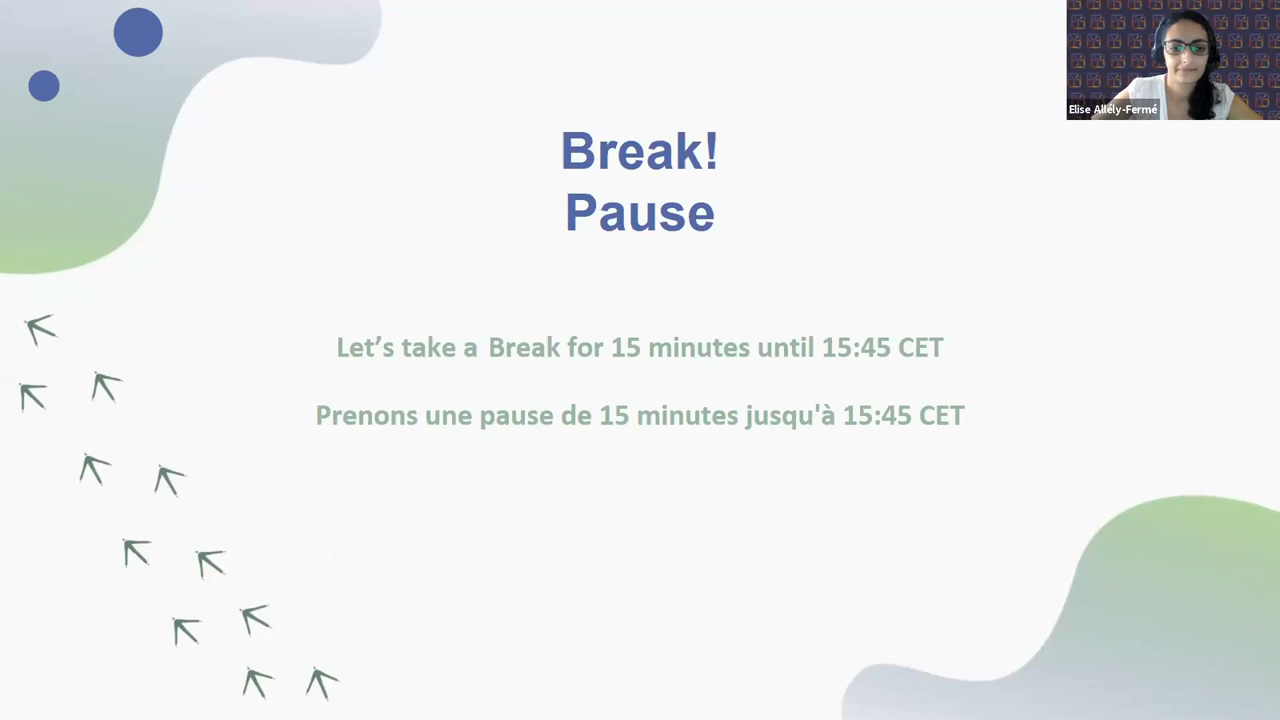 Elise Allély-Fermé
Break!
Pause
Let's take a Break for 15 minutes until 15:45 CET
Prenons une pause de 15 minutes jusqu'à 15:45 CET